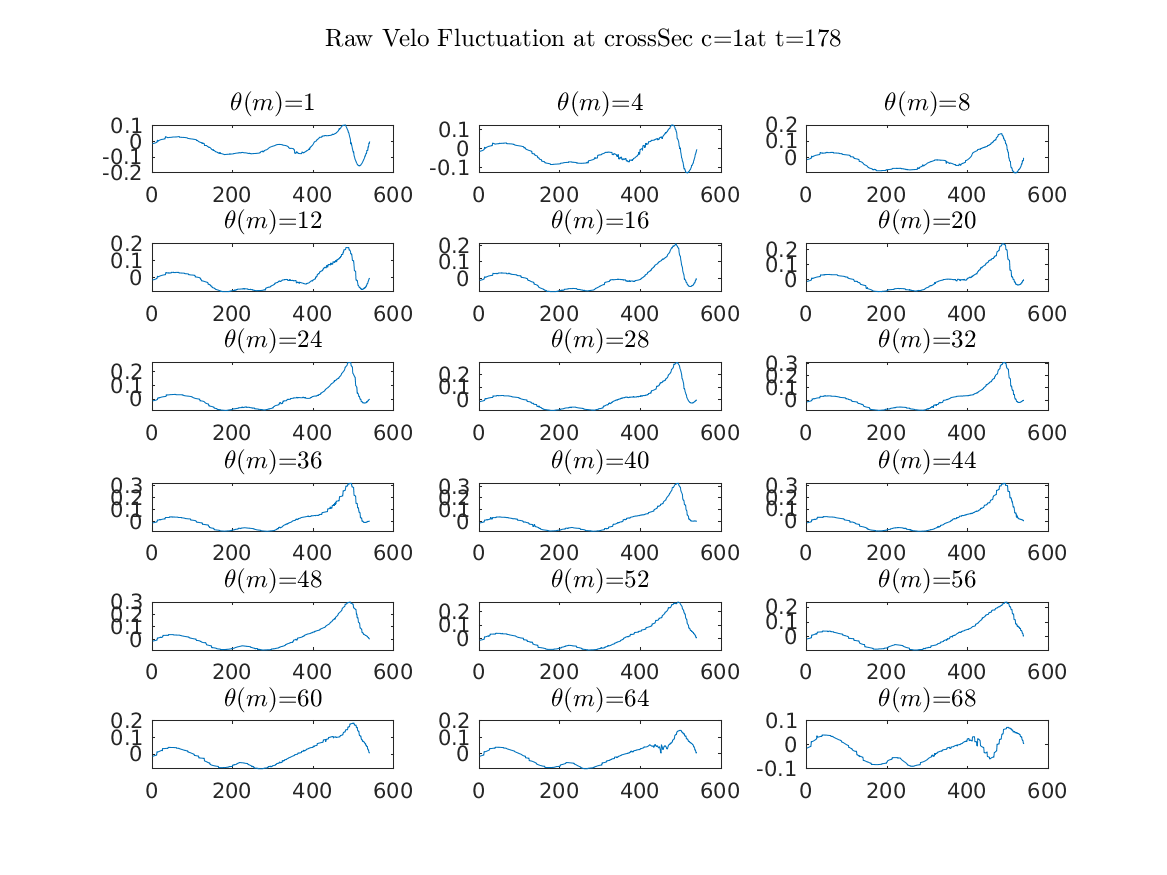 Raw Velo Fluctuation at crossSec c=1at t=178
θ(m)=1 θ(m)=4 θ(m)=8
0.1 0 -0.1 -0.2 0.1 0 -0.1 0.2 0.1 0
0 200 400 600 0 200 400 600 0 200 400 600
θ(m)=12 θ(m)=16 θ(m)=20
0.2 0.1 0 0.2 0.1 0 0.2 0.1 0
0 200 400 600 0 200 400 600 0 200 400 600
θ(m)=24 θ(m)=28 θ(m)=32
0.2 0.1 0 0.2 0.1 0 0.3 0.2 0.1 0
0 200 400 600 0 200 400 600 0 200 400 600
θ(m)=36 θ(m)=40 θ(m)=44
0.3 0.2 0.1 0 0.3 0.2 0.1 0 0.3 0.2 0.1 0
0 200 400 600 0 200 400 600 0 200 400 600
θ(m)=48 θ(m)=52 θ(m)=56
0.3 0.2 0.1 0 0.2 0.1 0 0.2 0.1 0
0 200 400 600 0 200 400 600 0 200 400 600
θ(m)=60 θ(m)=64 θ(m)=68
0.2 0.1 0 0.2 0.1 0 0.1 0 -0.1
0 200 400 600 0 200 400 600 0 200 400 600